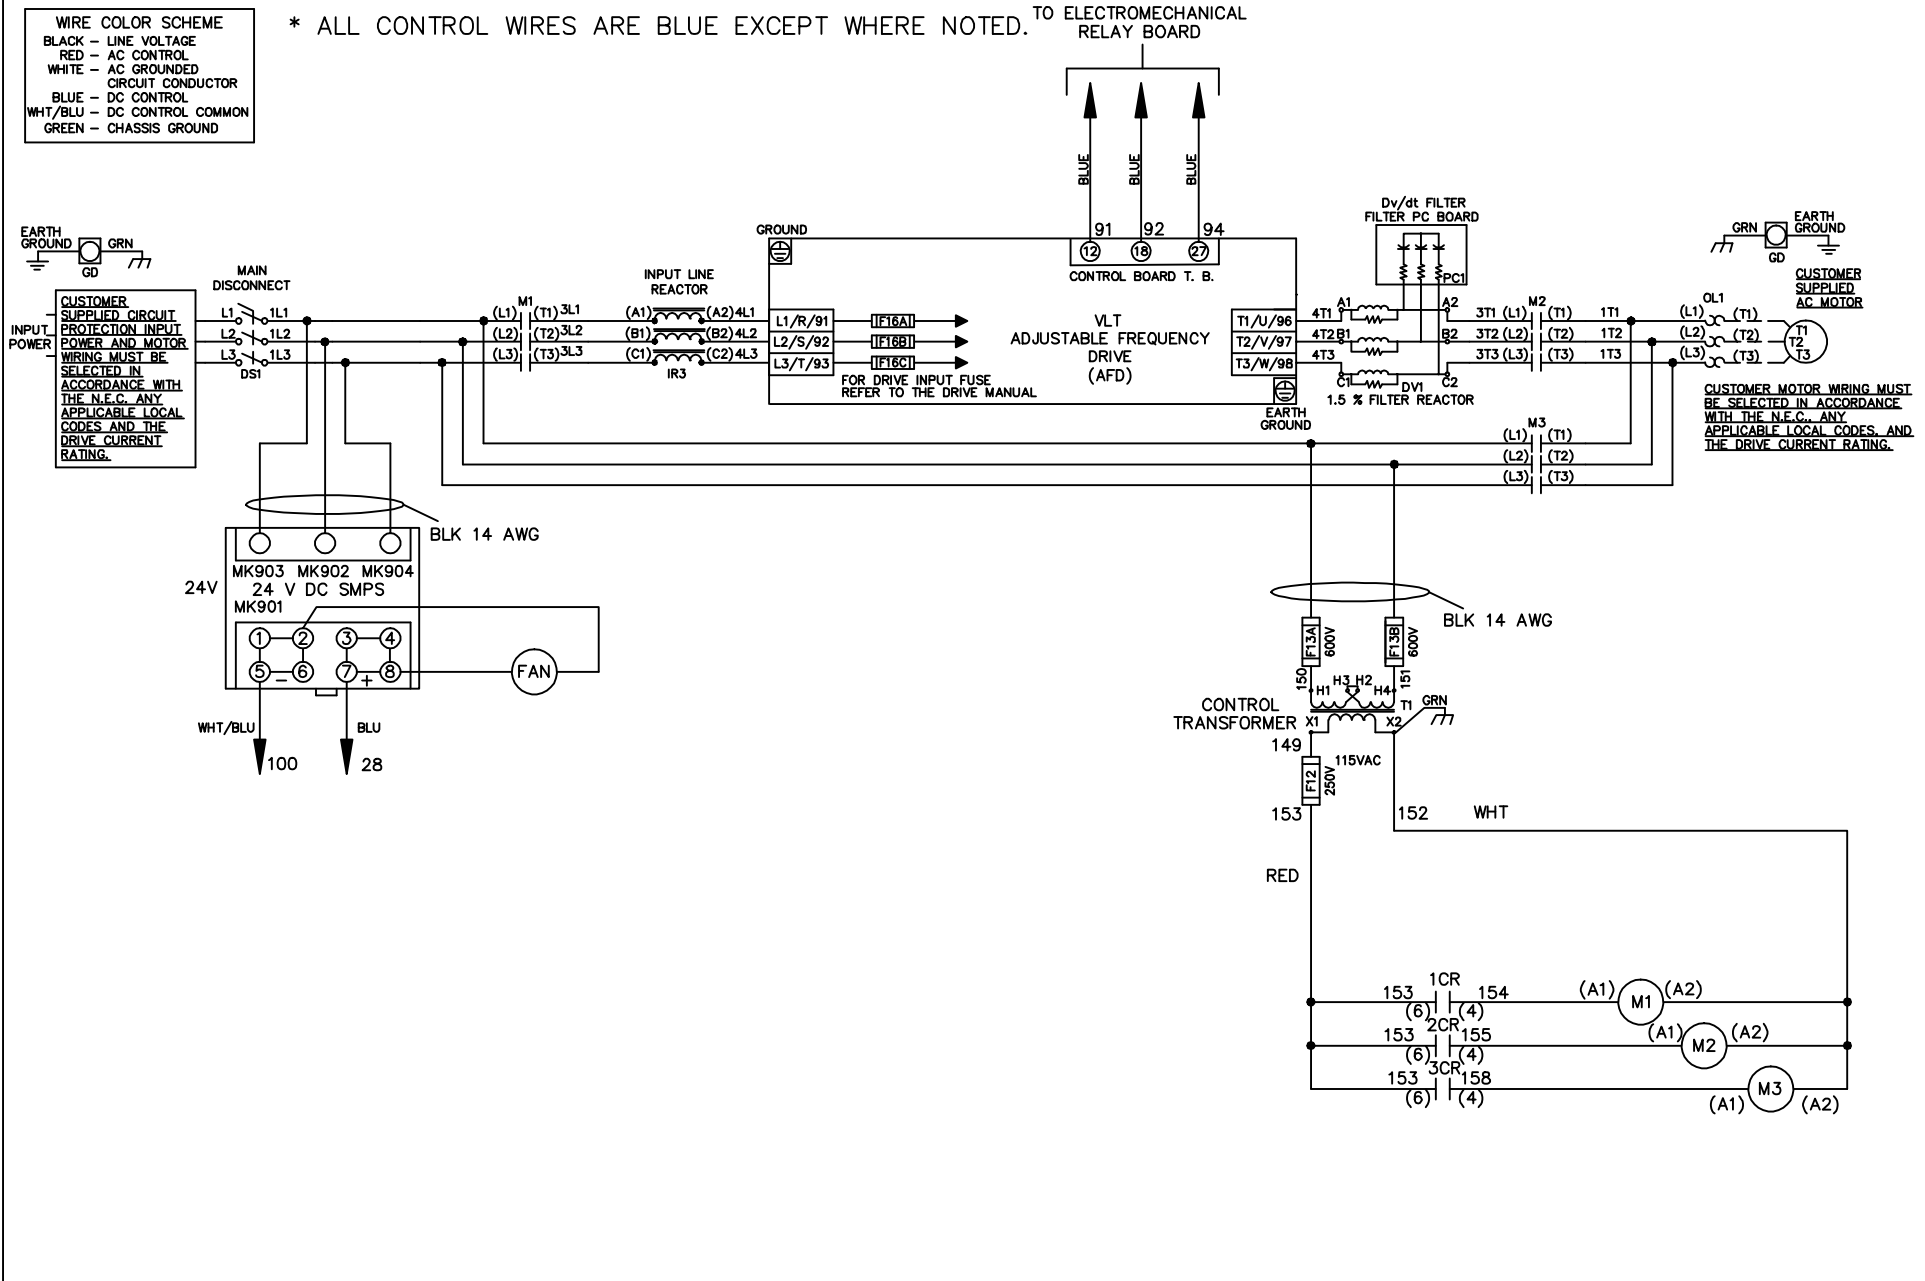 WIRE COLOR SCHEME
BLACK – LINE VOLTAGE
RED – AC CONTROL
WHITE – AC GROUNDED
CIRCUIT CONDUCTOR
BLUE – DC CONTROL
WHT/BLU – DC CONTROL COMMON
GREEN – CHASSIS GROUND
* ALL CONTROL WIRES ARE BLUE EXCEPT WHERE NOTED.
TO ELECTROMECHANICAL
RELAY BOARD
BLUE
BLUE
BLUE
91 92 94
12 18 27
CONTROL BOARD T. B.
EARTH
GROUND
GRN
GD
INPUT
POWER
CUSTOMER
SUPPLIED CIRCUIT
PROTECTION INPUT
POWER AND MOTOR
WIRING MUST BE
SELECTED IN
ACCORDANCE WITH
THE N.E.C. ANY
APPLICABLE LOCAL
CODES AND THE
DRIVE CURRENT
RATING.
MAIN
DISCONNECT
L1 1L1
L2 1L2
L3 1L3
DS1
M1
(L1) (T1) 3L1
(L2) (T2) 3L2
(L3) (T3) 3L3
INPUT LINE
REACTOR
(A1) (A2) 4L1
(B1) (B2) 4L2
(C1) (C2) 4L3
IR3
GROUND
L1/R/91 F16A
L2/S/92 F16B
L3/T/93 F16C
FOR DRIVE INPUT FUSE
REFER TO THE DRIVE MANUAL
VLT
ADJUSTABLE FREQUENCY
DRIVE
(AFD)
T1/U/96
T2/V/97
T3/W/98
EARTH
GROUND
Dv/dt FILTER
FILTER PC BOARD
PC1
4T1 A1 A2
4T2 B1 B2
4T3 C1 C2
DV1
1.5 % FILTER REACTOR
M2
3T1 (L1) (T1) 1T1
3T2 (L2) (T2) 1T2
3T3 (L3) (T3) 1T3
OL1
(L1) (T1)
(L2) (T2)
(L3) (T3)
T1
T2
T3
GRN
EARTH
GROUND
GD
CUSTOMER
SUPPLIED
AC MOTOR
CUSTOMER MOTOR WIRING MUST
BE SELECTED IN ACCORDANCE
WITH THE N.E.C., ANY
APPLICABLE LOCAL CODES, AND
THE DRIVE CURRENT RATING.
M3
(L1) (T1)
(L2) (T2)
(L3) (T3)
BLK 14 AWG
MK903 MK902 MK904
24V
24 V DC SMPS
MK901
1 2 3 4
5 – 6 7 + 8
FAN
WHT/BLU BLU
100 28
BLK 14 AWG
F13A 600V
F13B 600V
150 151
H3 H2
H1 H4
T1
GRN
CONTROL
TRANSFORMER
X1 X2
149
115VAC
F12 250V
153 152 WHT
RED
1CR
153 154
(6) (4)
(A1) M1 (A2)
2CR
153 155
(6) (4)
(A1) M2 (A2)
3CR
153 158
(6) (4)
(A1) M3 (A2)